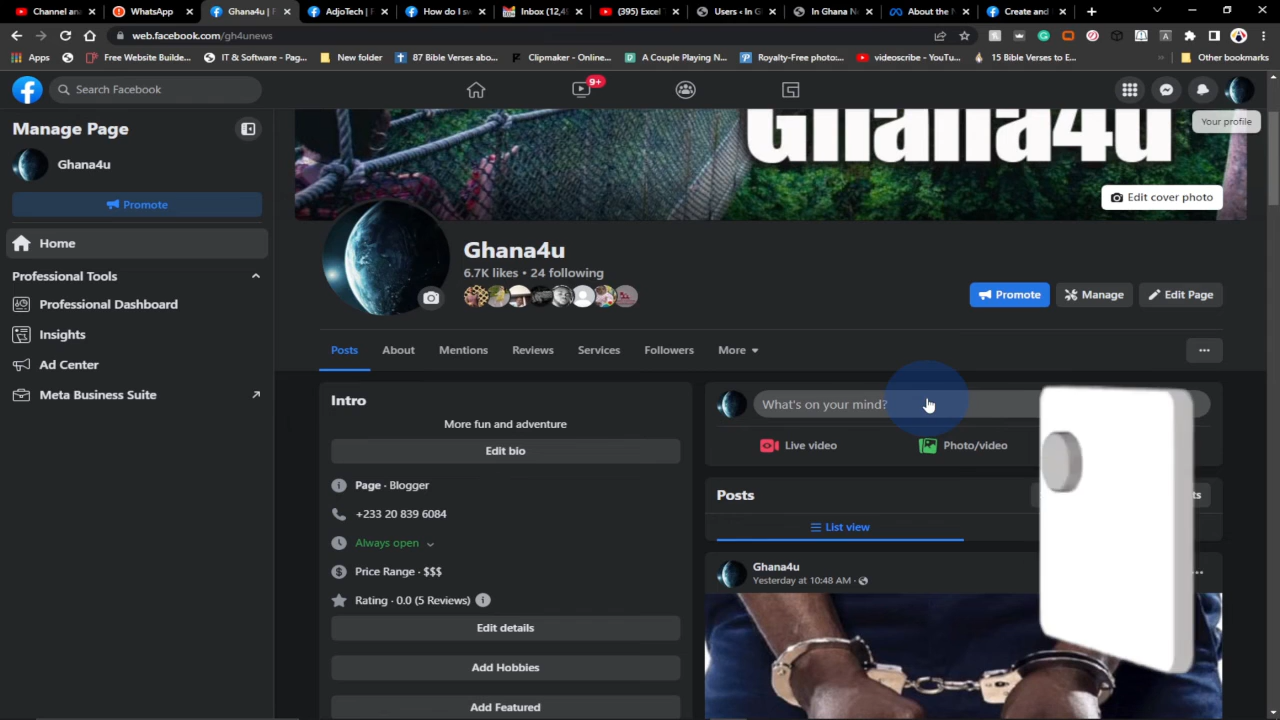 Channel ana
WhatsApp
Ghana4u | F
AdjoTech | F
How do I sw
Inbox (12,4
(395) Excel T
Users ‹ In G
Ghana Ne
About the N
Create and
web.facebook.com/gh4unews
Apps
Free Website Builde...
IT & Software - Pag...
New folder
87 Bible Verses abo...
Clipmaker - Online...
A Couple Playing N...
Royalty-Free photo:...
videoscribe - YouTu...
15 Bible Verses to E...
Other bookmarks
Search Facebook
9+
Manage Page
Your profile
Ghana4u
Ghana4u
Promote
Edit cover photo
Home
Ghana4u
6.7K likes • 24 following
Professional Tools
Professional Dashboard
Promote
Manage
Edit Page
Insights
Posts
About
Mentions
Reviews
Services
Followers
More
Ad Center
Meta Business Suite
Intro
What's on your mind?
More fun and adventure
Live video
Photo/video
Edit bio
Page · Blogger
Posts
+233 20 839 6084
List view
Always open
Price Range · $$$
Ghana4u
Yesterday at 10:48 AM ·
Rating · 0.0 (5 Reviews)
Edit details
Add Hobbies
Add Featured